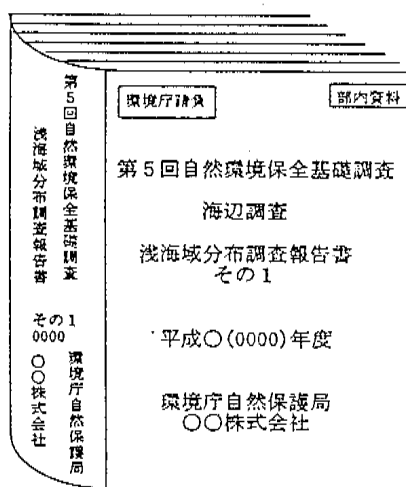 第5回自然環境保全基礎調査
浅海域分布調査報告書
その1
0000
環境庁自然保護局
○○株式会社
環境庁請負
部内資料
第5回自然環境保全基礎調査
海辺調査
浅海域分布調査報告書
その1
平成○(0000)年度
環境庁自然保護局
○○株式会社